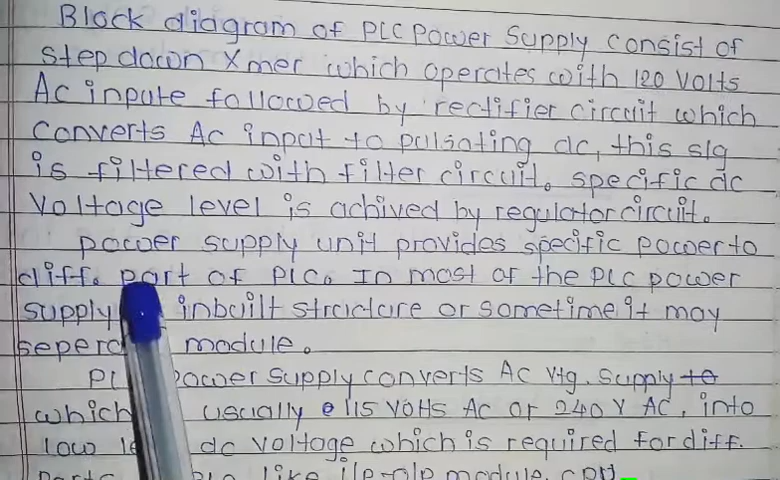 Block diagram of PLC power supply consist of
step down Xmer which operates with 120 volts
Ac inpute followed by rectifier circuit which
converts Ac input to pulsating dc, this sig
is filtered with filter circuit. specific dc
voltage level is achived by regulator circuit.
power supply unit provides specific power to
diff. part of PLC. In most of the PLC power
supply inbuilt structure or sometime it may
module.
power supply converts Ac vtg. supply to
which usually 115 volts AC or 240 V AC, into
low dc voltage which is required for diff.
like i/p-o/p module, CPU